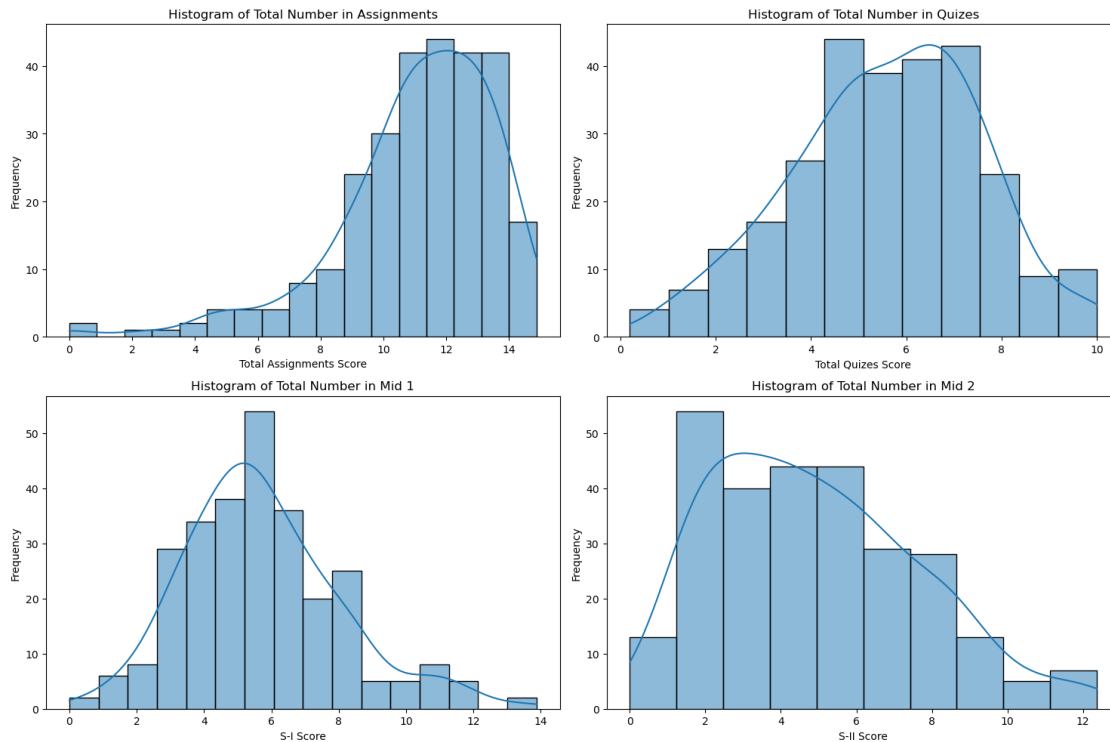 Histogram of Total Number in Assignments
Frequency
40
30
20
10
0
0 2 4 6 8 10 12 14
Total Assignments Score
Histogram of Total Number in Quizes
Frequency
40
30
20
10
0
0 2 4 6 8 10
Total Quizes Score
Histogram of Total Number in Mid 1
Frequency
50
40
30
20
10
0
0 2 4 6 8 10 12 14
S-I Score
Histogram of Total Number in Mid 2
Frequency
50
40
30
20
10
0
0 2 4 6 8 10 12
S-II Score